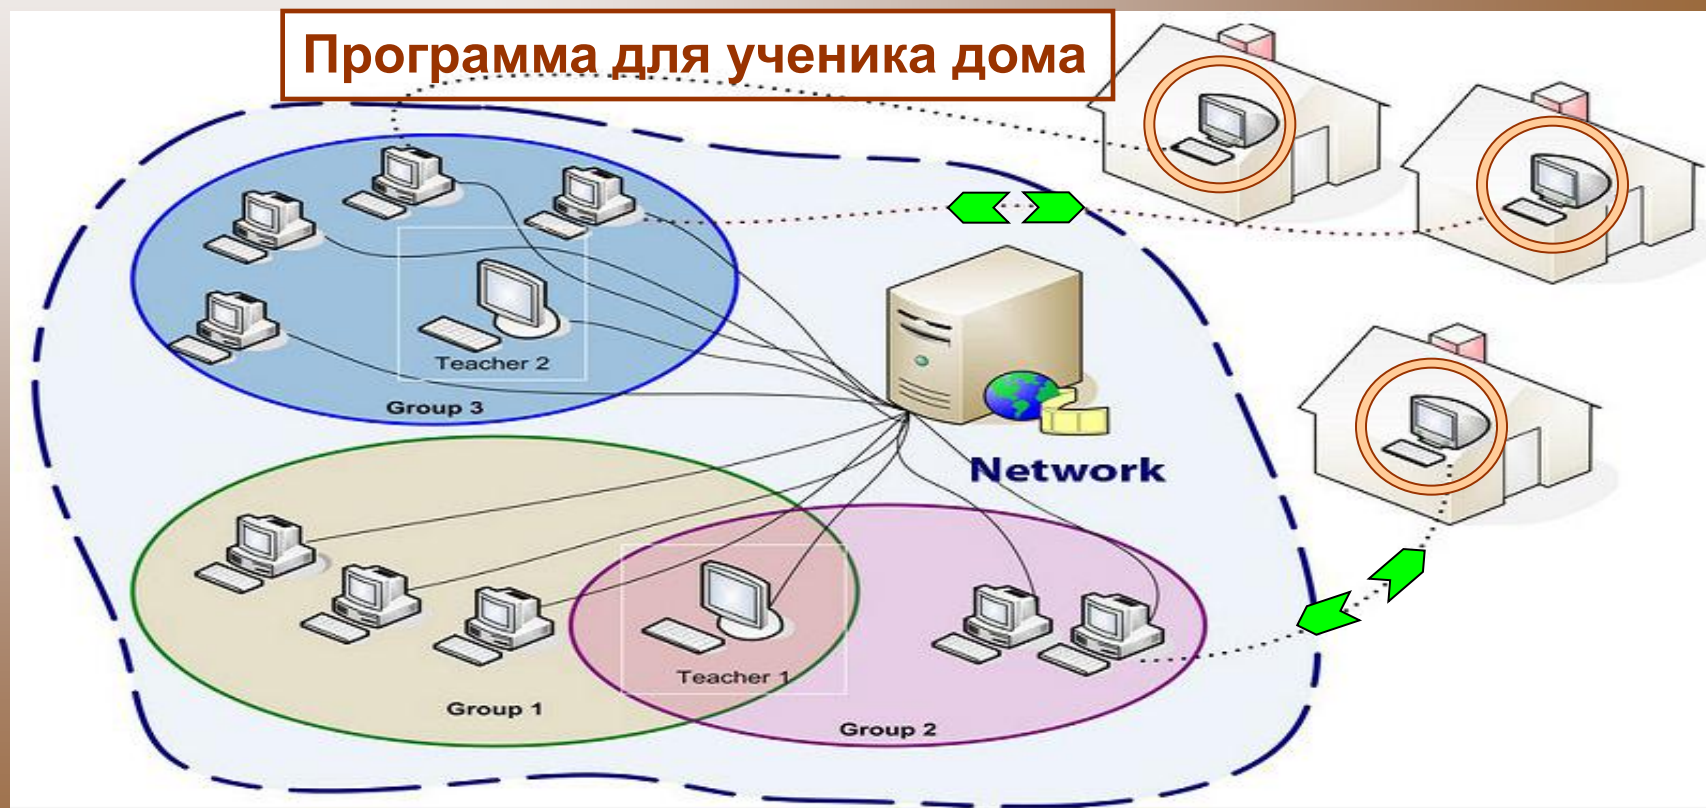 Программа для ученика дома
Teacher 2
Group 3
Network
Teacher 1
Group 1
Group 2